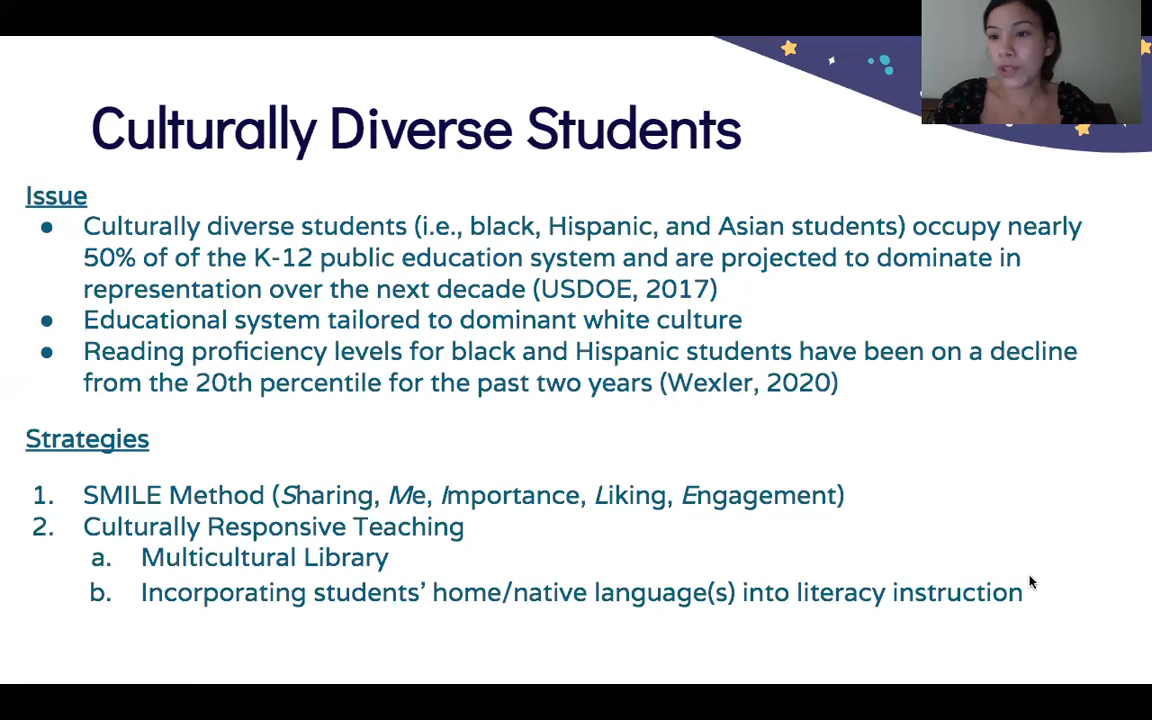 Culturally Diverse Students
Issue
● Culturally diverse students (i.e., black, Hispanic, and Asian students) occupy nearly
50% of of the K-12 public education system and are projected to dominate in
representation over the next decade (USDOE, 2017)
● Educational system tailored to dominant white culture
● Reading proficiency levels for black and Hispanic students have been on a decline
from the 20th percentile for the past two years (Wexler, 2020)
Strategies
1. SMILE Method (Sharing, Me, Importance, Liking, Engagement)
2. Culturally Responsive Teaching
a. Multicultural Library
b. Incorporating students’ home/native language(s) into literacy instruction